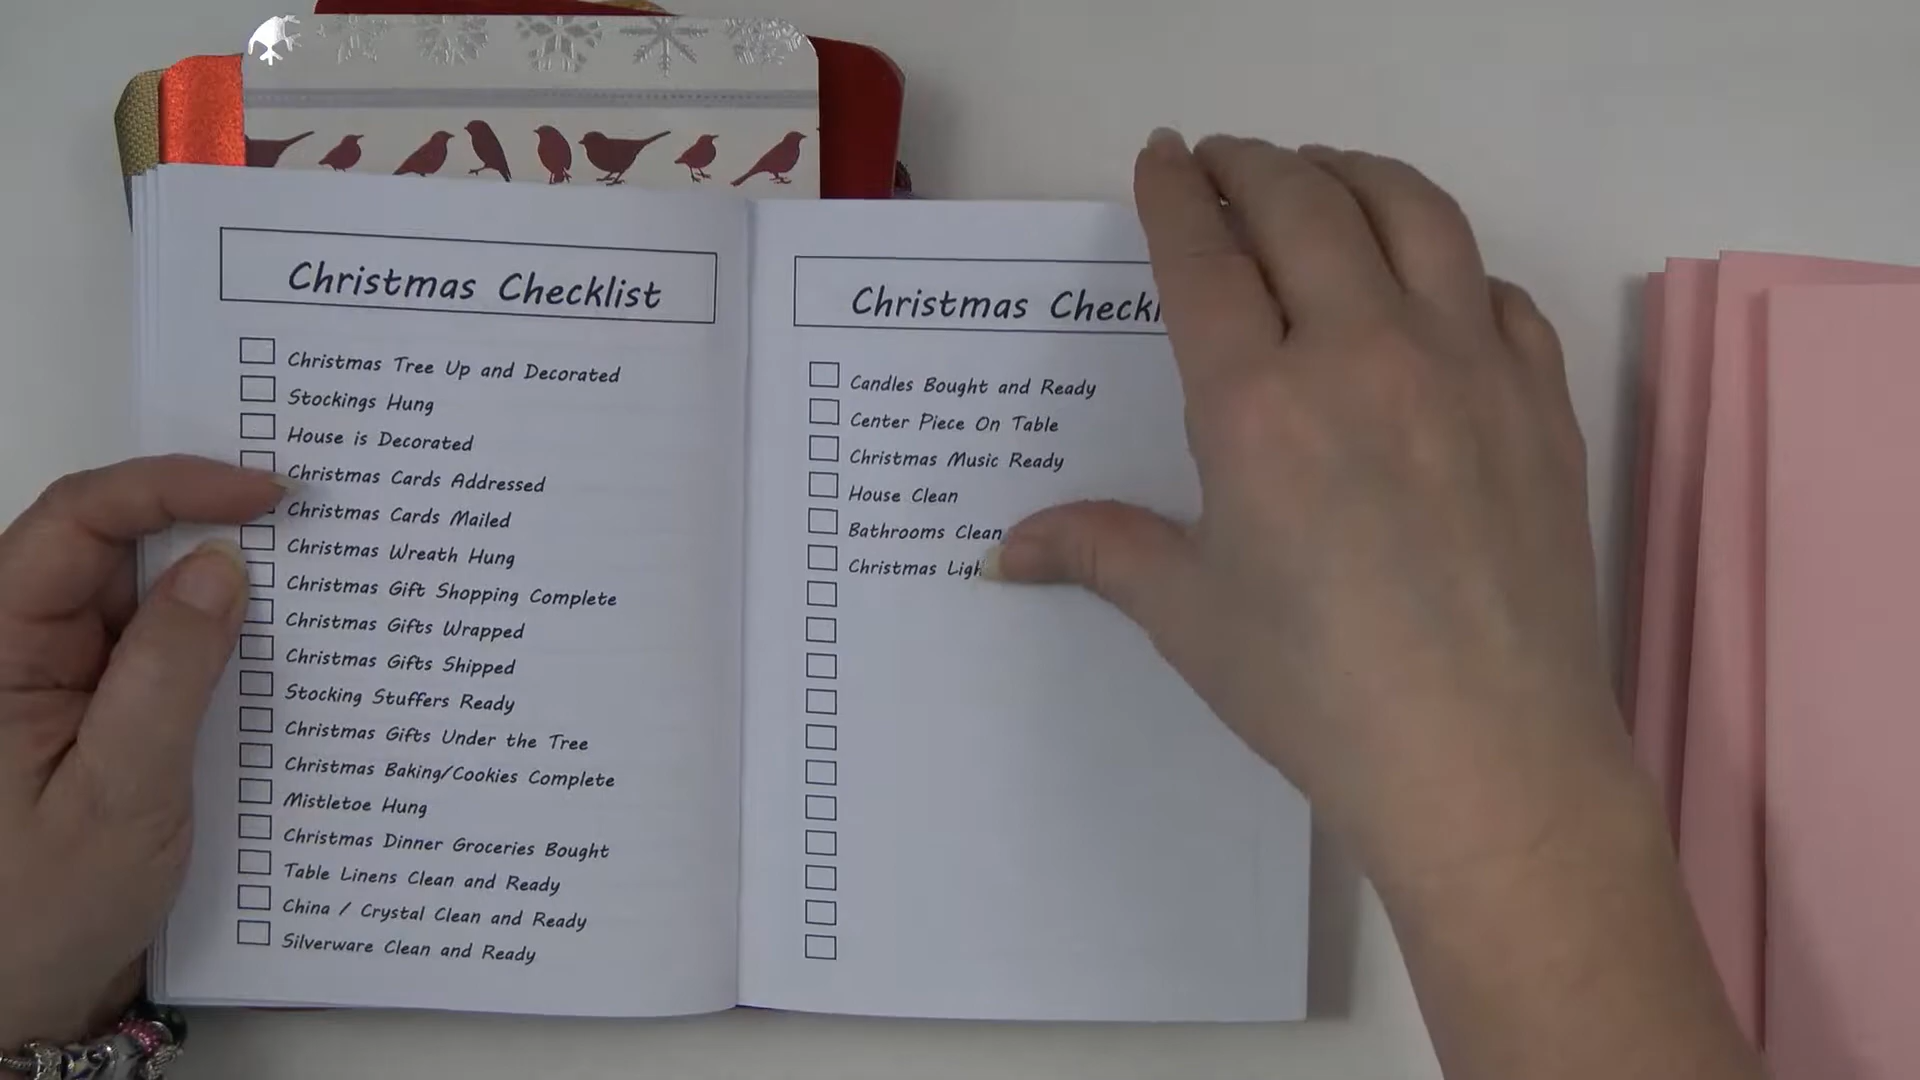 Christmas Checklist
Christmas Tree Up and Decorated
Stockings Hung
House is Decorated
Christmas Cards Addressed
Christmas Cards Mailed
Christmas Wreath Hung
Christmas Gift Shopping Complete
Christmas Gifts Wrapped
Christmas Gifts Shipped
Stocking Stuffers Ready
Christmas Gifts Under the Tree
Christmas Baking/Cookies Complete
Mistletoe Hung
Christmas Dinner Groceries Bought
Table Linens Clean and Ready
China / Crystal Clean and Ready
Silverware Clean and Ready
Christmas
Candles Bought and Ready
Center Piece On Table
Christmas Music Ready
House Clean
Bathrooms Clean
Christmas